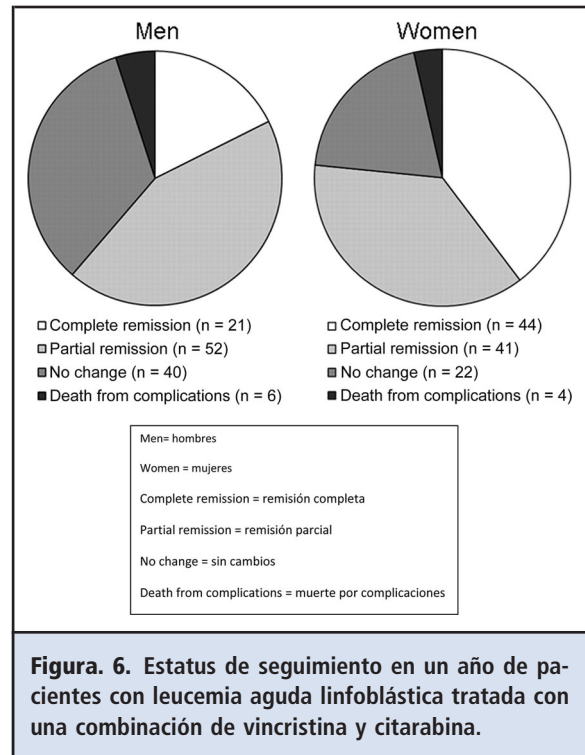 Men
Women
Complete remission (n = 21)
Partial remission (n = 52)
No change (n = 40)
Death from complications (n = 6)
Complete remission (n = 44)
Partial remission (n = 41)
No change (n = 22)
Death from complications (n = 4)
Men= hombres
Women = mujeres
Complete remission = remisión completa
Partial remission = remisión parcial
No change = sin cambios
Death from complications = muerte por complicaciones
Figura. 6. Estatus de seguimiento en un año de pa-
cientes con leucemia aguda linfoblástica tratada con
una combinación de vincristina y citarabina.